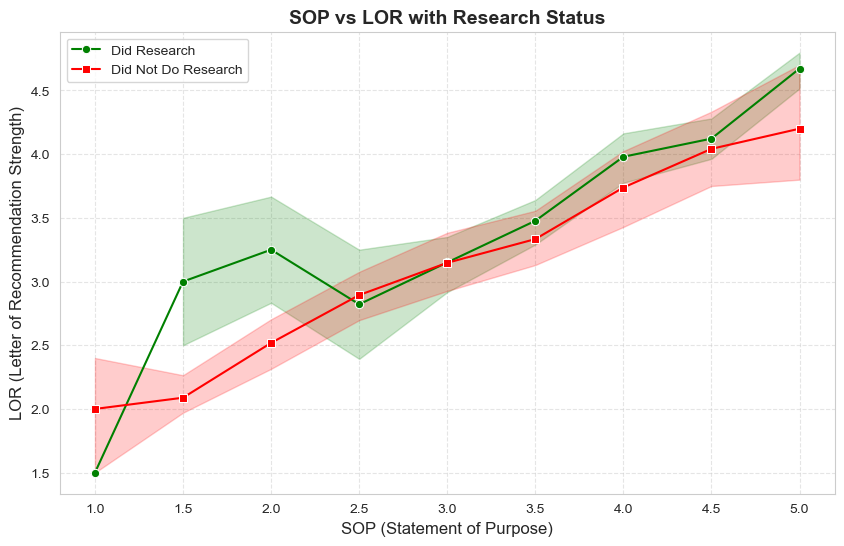 SOP vs LOR with Research Status
Did Research
Did Not Do Research
LOR (Letter of Recommendation Strength)
4.5
4.0
3.5
3.0
2.5
2.0
1.5
1.0 1.5 2.0 2.5 3.0 3.5 4.0 4.5 5.0
SOP (Statement of Purpose)